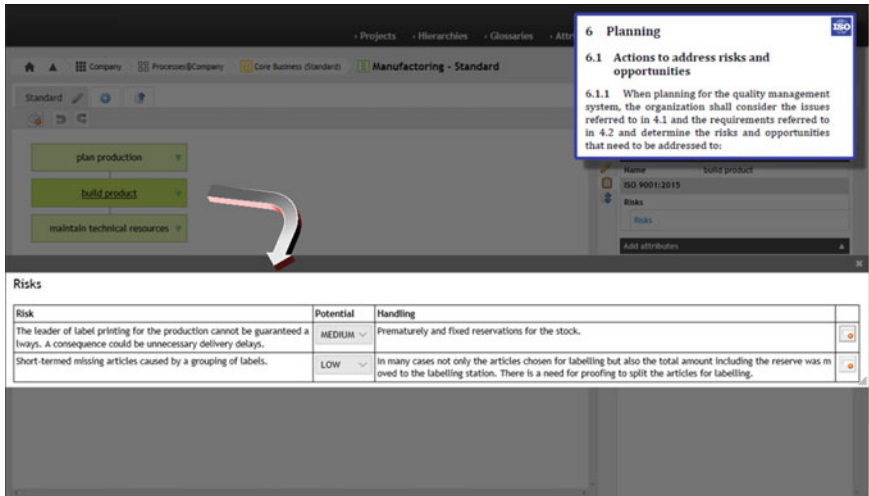 › Projects › Hierarchies › Glossaries › Attri
6 Planning
ISO
6.1 Actions to address risks and
opportunities
6.1.1 When planning for the quality management
system, the organization shall consider the issues
referred to in 4.1 and the requirements referred to
in 4.2 and determine the risks and opportunities
that need to be addressed to:
Company Processes@Company Core Business (Standard) Manufactoring - Standard
Standard
plan production
build product
maintain technical resources
Name build product
ISO 9001:2015
Risks
Risks
Add attributes
Risks
Risk Potential Handling
The leader of label printing for the production cannot be guaranteed a
lways. A consequence could be unnecessary delivery delays.
MEDIUM
Prematurely and fixed reservations for the stock.
Short-termed missing articles caused by a grouping of labels.
LOW
In many cases not only the articles chosen for labelling but also the total amount including the reserve was m
oved to the labelling station. There is a need for proofing to split the articles for labelling.